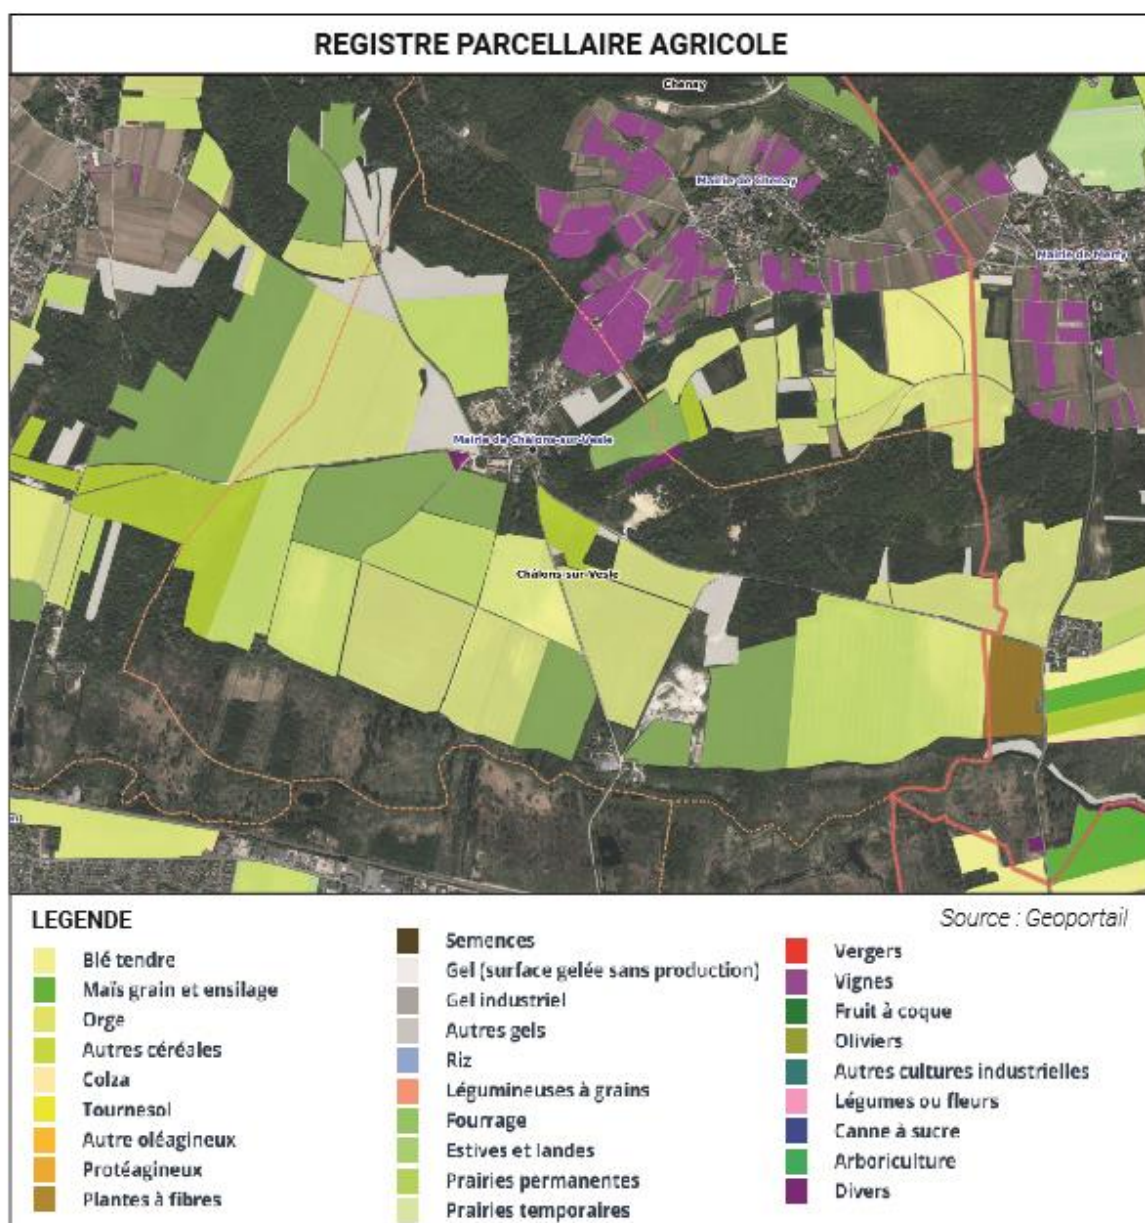 REGISTRE PARCELLAIRE AGRICOLE
Chenay
Mairie de Chenay
Mairie de Merfy
Mairie de Châlons-sur-Vesle
Châlons-sur-Vesle
LEGENDE
Source : Geoportail
Blé tendre
Maïs grain et ensilage
Orge
Autres céréales
Colza
Tournesol
Autre oléagineux
Protéagineux
Plantes à fibres
Semences
Gel (surface gelée sans production)
Gel industriel
Autres gels
Riz
Légumineuses à grains
Fourrage
Estives et landes
Prairies permanentes
Prairies temporaires
Vergers
Vignes
Fruit à coque
Oliviers
Autres cultures industrielles
Légumes ou fleurs
Canne à sucre
Arboriculture
Divers